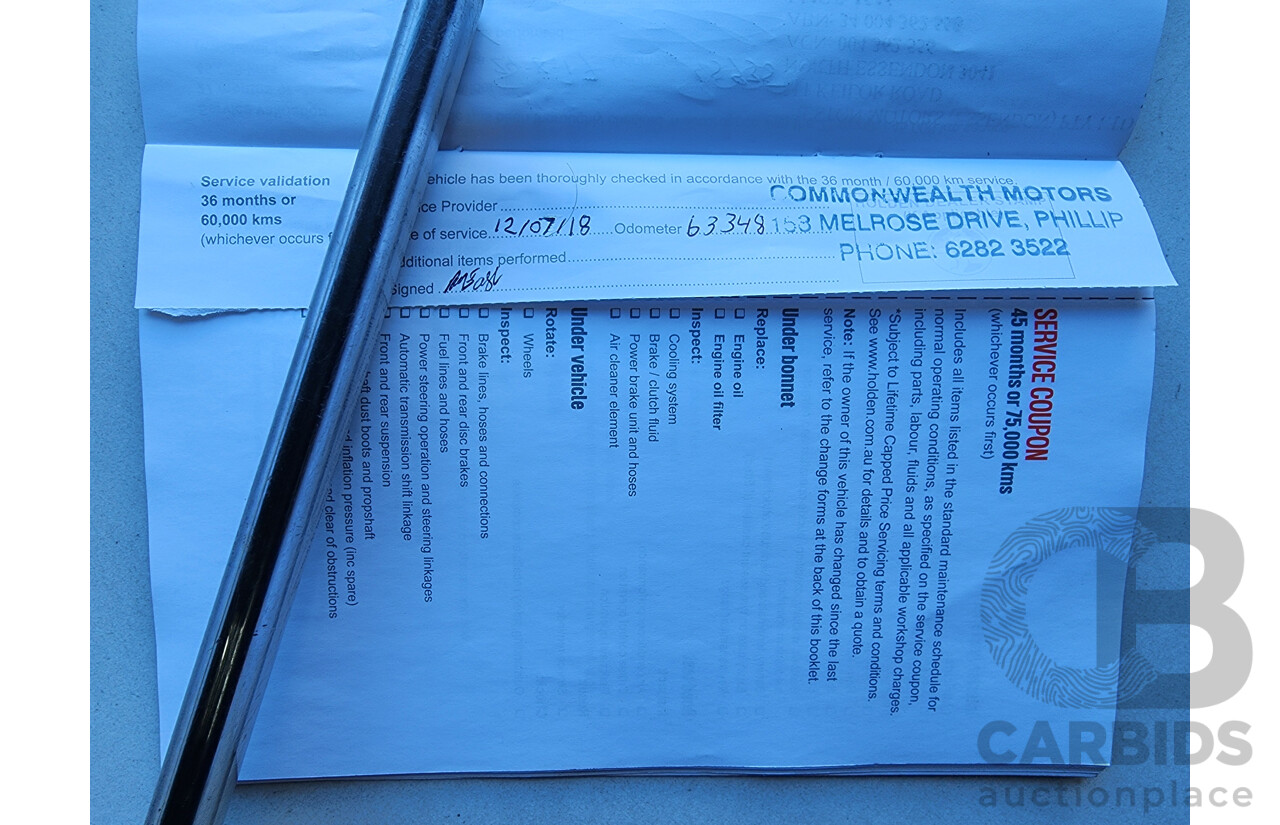 Service validation
36 months or
60,000 kms
(whichever occurs f
ehicle has been thoroughly checked in accordance with the 36 month / 60,000 km service.
ce Provider
COMMONWEALTH MOTORS
e of service 12/07/18 Odometer 63348
153 MELROSE DRIVE, PHILLIP
dditional items performed
PHONE: 6282 3522
signed
SERVICE COUPON
45 months or 75,000 kms
(whichever occurs first)
Includes all items listed in the standard maintenance schedule for
normal operating conditions, as specified on the service coupon,
including parts, labour, fluids and all applicable workshop charges.
*Subject to Lifetime Capped Price Servicing terms and conditions.
See www.holden.com.au for details and to obtain a quote.
Note: If the owner of this vehicle has changed since the last
service, refer to the change forms at the back of this booklet.
Under bonnet
Replace:
Engine oil
Engine oil filter
Inspect:
Cooling system
Brake / clutch fluid
Power brake unit and hoses
Air cleaner element
Under vehicle
Rotate:
Wheels
Inspect:
Brake lines, hoses and connections
Front and rear disc brakes
Fuel lines and hoses
Power steering operation and steering linkages
Automatic transmission shift linkage
Front and rear suspension
aft dust boots and propshaft
d inflation pressure (inc spare)
d clear of obstructions
CB
CARBIDS
auctionplace